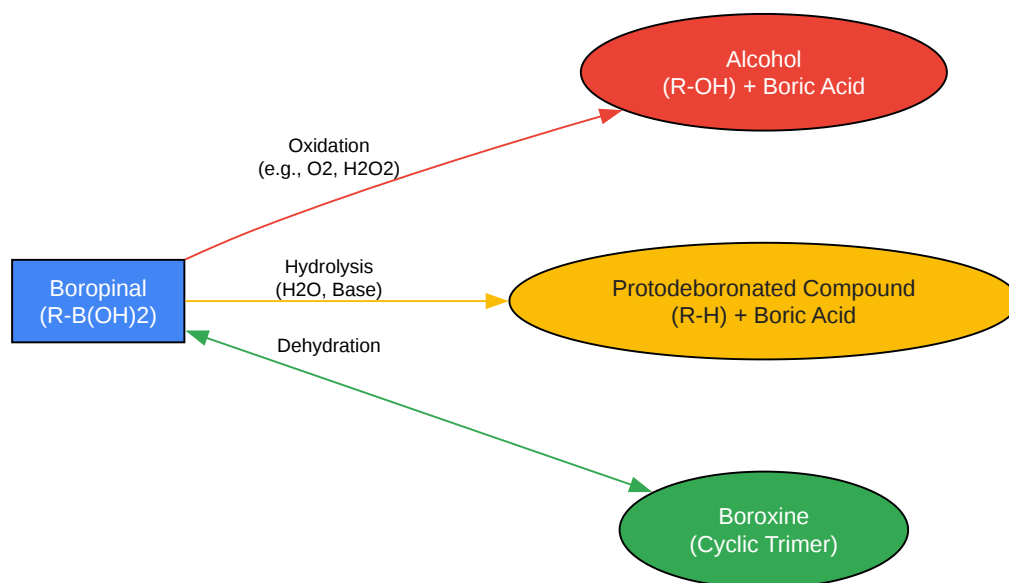 Alcohol
(R-OH) + Boric Acid
Oxidation
(e.g., O2, H2O2)
Hydrolysis
(H2O, Base)
Boropinal
(R-B(OH)2)
Protodeboronated Compound
(R-H) + Boric Acid
Dehydration
Boroxine
(Cyclic Trimer)